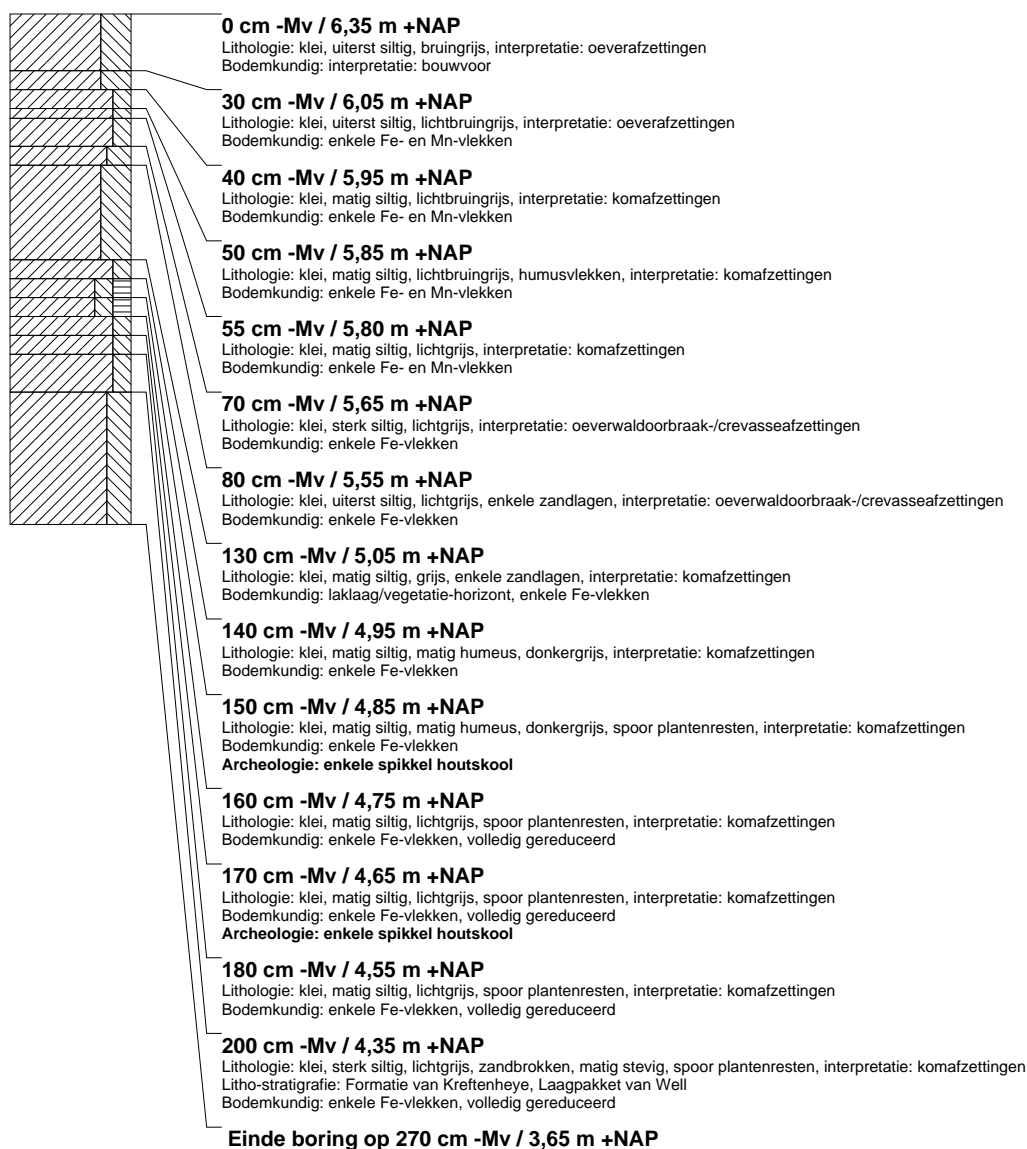 0 cm -Mv / 6,35 m +NAP
Lithologie: klei, uiterst siltig, bruingrijs, interpretatie: oeverafzettingen
Bodemkundig: interpretatie: bouwvoor
30 cm -Mv / 6,05 m +NAP
Lithologie: klei, uiterst siltig, lichtbruingrijs, interpretatie: oeverafzettingen
Bodemkundig: enkele Fe- en Mn-vlekken
40 cm -Mv / 5,95 m +NAP
Lithologie: klei, matig siltig, lichtbruingrijs, interpretatie: komafzettingen
Bodemkundig: enkele Fe- en Mn-vlekken
50 cm -Mv / 5,85 m +NAP
Lithologie: klei, matig siltig, lichtbruingrijs, humusvlekken, interpretatie: komafzettingen
Bodemkundig: enkele Fe- en Mn-vlekken
55 cm -Mv / 5,80 m +NAP
Lithologie: klei, matig siltig, lichtgrijs, interpretatie: komafzettingen
Bodemkundig: enkele Fe- en Mn-vlekken
70 cm -Mv / 5,65 m +NAP
Lithologie: klei, sterk siltig, lichtgrijs, interpretatie: oeverwaldoorbraak-/crevasseafzettingen
Bodemkundig: enkele Fe-vlekken
80 cm -Mv / 5,55 m +NAP
Lithologie: klei, uiterst siltig, lichtgrijs, enkele zandlagen, interpretatie: oeverwaldoorbraak-/crevasseafzettingen
Bodemkundig: enkele Fe-vlekken
130 cm -Mv / 5,05 m +NAP
Lithologie: klei, matig siltig, grijs, enkele zandlagen, interpretatie: komafzettingen
Bodemkundig: laklaag/vegetatie-horizont, enkele Fe-vlekken
140 cm -Mv / 4,95 m +NAP
Lithologie: klei, matig siltig, matig humeus, donkergrijs, interpretatie: komafzettingen
Bodemkundig: enkele Fe-vlekken
150 cm -Mv / 4,85 m +NAP
Lithologie: klei, matig siltig, matig humeus, donkergrijs, spoor plantenresten, interpretatie: komafzettingen
Bodemkundig: enkele Fe-vlekken
Archeologie: enkele spikkel houtskool
160 cm -Mv / 4,75 m +NAP
Lithologie: klei, matig siltig, lichtgrijs, spoor plantenresten, interpretatie: komafzettingen
Bodemkundig: enkele Fe-vlekken, volledig gereduceerd
170 cm -Mv / 4,65 m +NAP
Lithologie: klei, matig siltig, lichtgrijs, spoor plantenresten, interpretatie: komafzettingen
Bodemkundig: enkele Fe-vlekken, volledig gereduceerd
Archeologie: enkele spikkel houtskool
180 cm -Mv / 4,55 m +NAP
Lithologie: klei, matig siltig, lichtgrijs, spoor plantenresten, interpretatie: komafzettingen
Bodemkundig: enkele Fe-vlekken, volledig gereduceerd
200 cm -Mv / 4,35 m +NAP
Lithologie: klei, sterk siltig, lichtgrijs, zandbrokken, matig stevig, spoor plantenresten, interpretatie: komafzettingen
Litho-stratigrafie: Formatie van Kreftenheye, Laagpakket van Well
Bodemkundig: enkele Fe-vlekken, volledig gereduceerd
Einde boring op 270 cm -Mv / 3,65 m +NAP